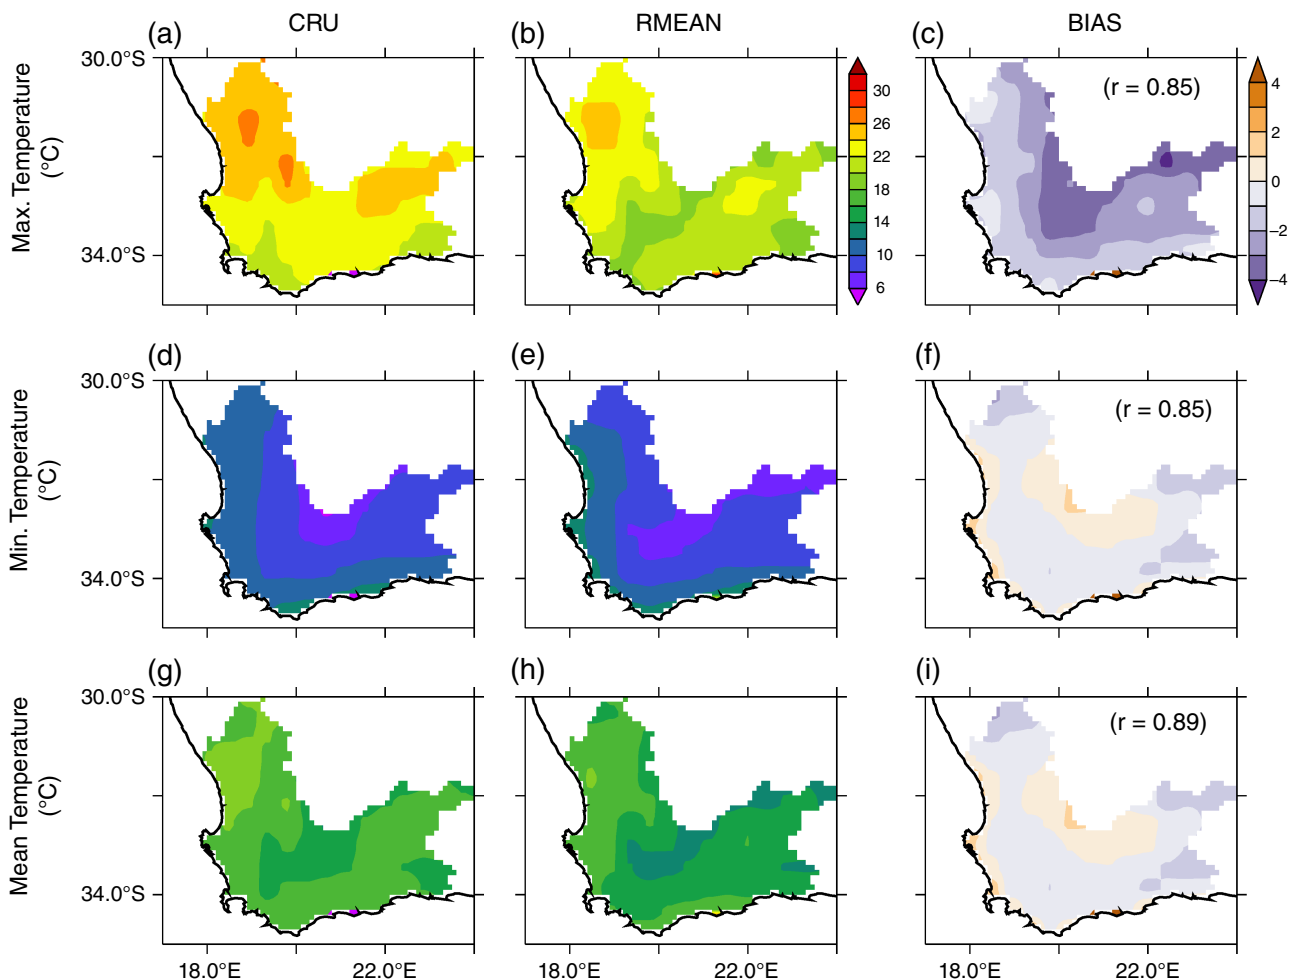 (a) CRU (b) RMEAN (c) BIAS
Max. Temperature
(°C)
30.0°S
34.0°S
30
26
22
18
14
10
6
(r = 0.85)
4
2
0
−2
−4
(d) (e) (f)
Min. Temperature
(°C)
30.0°S
34.0°S
(r = 0.85)
(g) (h) (i)
Mean Temperature
(°C)
30.0°S
34.0°S
(r = 0.89)
18.0°E 22.0°E 18.0°E 22.0°E 18.0°E 22.0°E